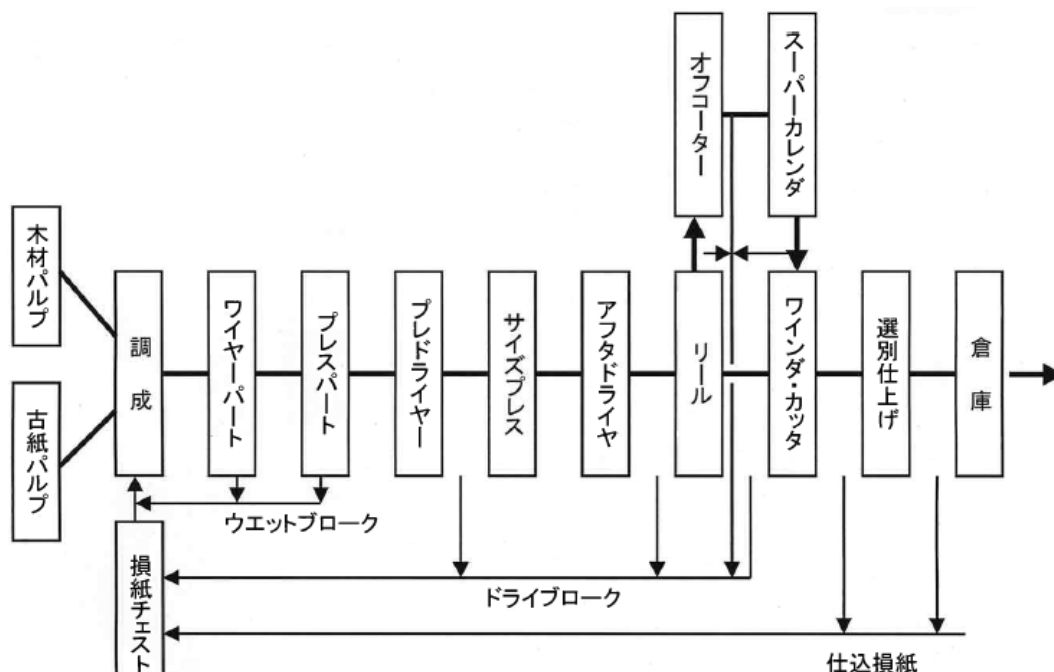 オフコーター
スーパーカレンダ
木材パルプ
古紙パルプ
調成
ワイヤーパート
プレスパート
プレドライヤー
サイズプレス
アフタドライヤ
リール
ワインダ・カッタ
選別仕上げ
倉庫
ウエットブローク
損紙チェスト
ドライブローク
仕込損紙